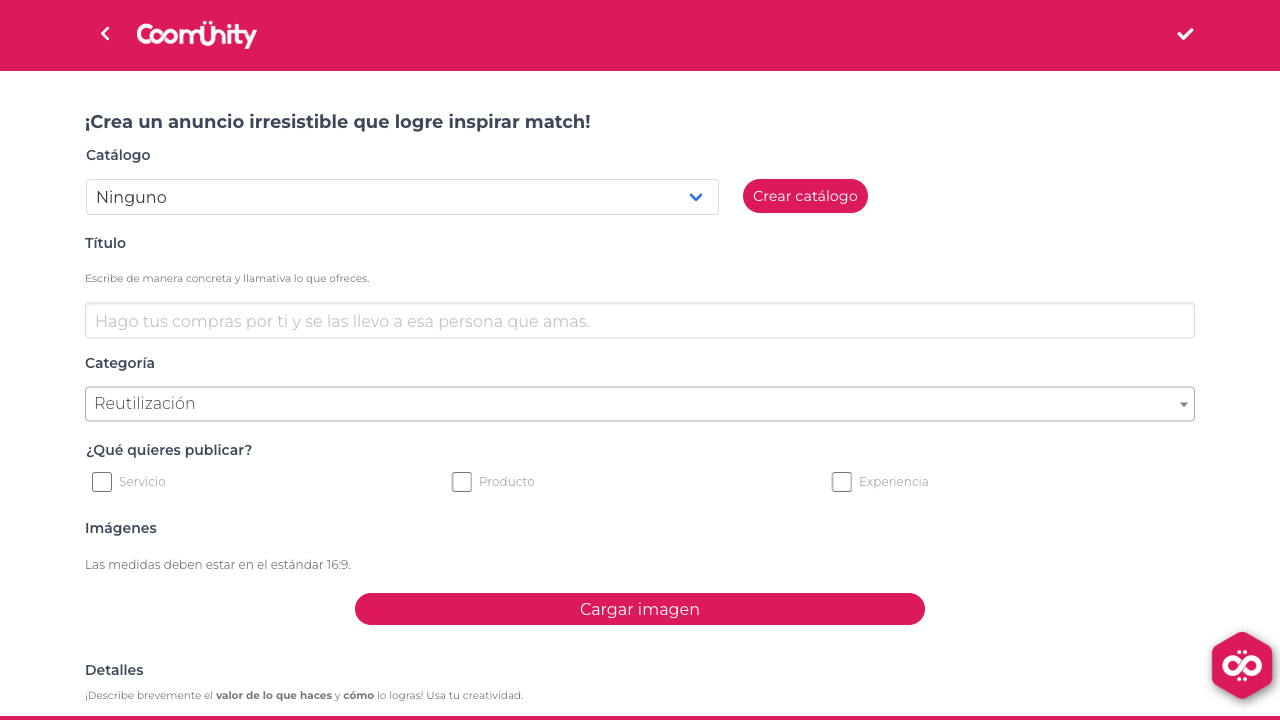 CoomÜnity
¡Crea un anuncio irresistible que logre inspirar match!
Catálogo
Ninguno
Crear catálogo
Título
Escribe de manera concreta y llamativa lo que ofreces.
Hago tus compras por ti y se las llevo a esa persona que amas.
Categoría
Reutilización
¿Qué quieres publicar?
Servicio
Producto
Experiencia
Imágenes
Las medidas deben estar en el estándar 16:9.
Cargar imagen
Detalles
¡Describe brevemente el valor de lo que haces y cómo lo logras! Usa tu creatividad.